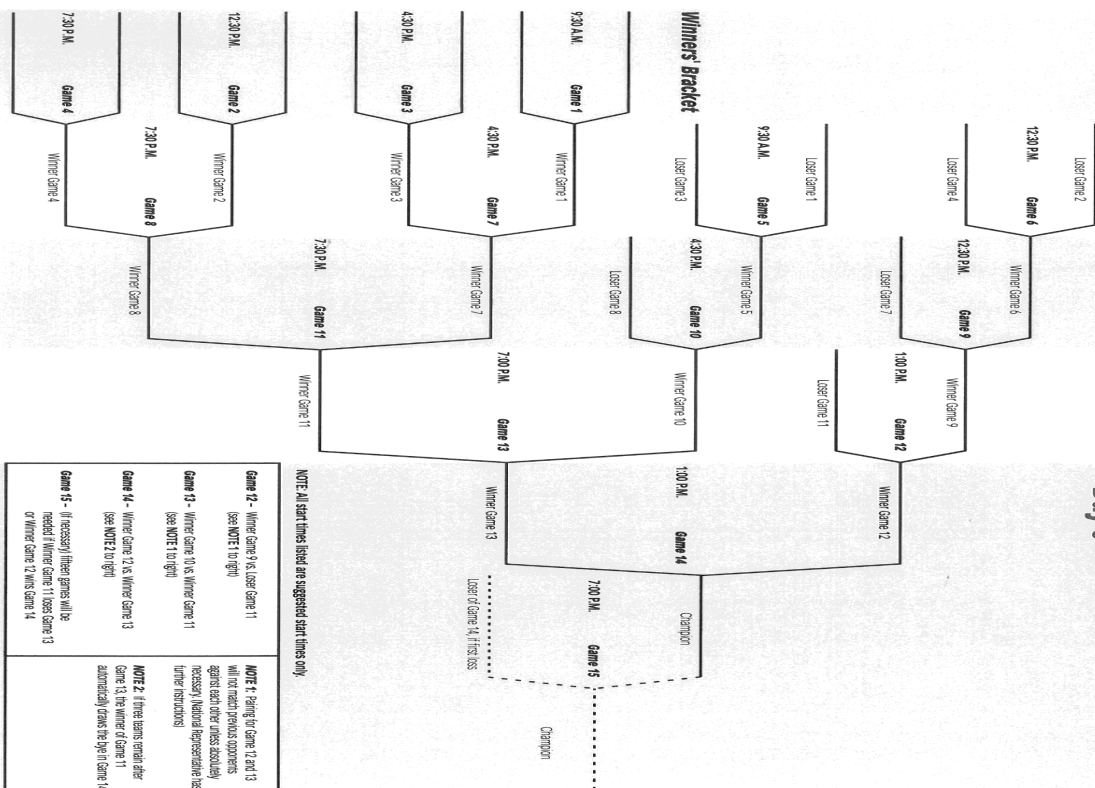 Loser Game 2
12:30 P.M. Game 6
Winner Game 6
Loser Game 4
12:30 P.M. Game 9
Winner Game 9
Loser Game 7
1:00 P.M. Game 12
Winner Game 12
Loser Game 1
Loser Game 11
9:30 A.M. Game 5
Winner Game 5
Loser Game 3
4:30 P.M. Game 10
Winner Game 10
Loser Game 8
1:00 P.M. Game 14
Champion
Winners' Bracket
9:30 A.M. Game 1
Winner Game 1
7:00 P.M. Game 15
Champion
4:30 P.M. Game 7
Winner Game 7
7:00 P.M. Game 13
Winner Game 13
Loser of Game 14, if first loss
4:30 P.M. Game 3
Winner Game 3
7:30 P.M. Game 11
Winner Game 11
12:30 P.M. Game 2
Winner Game 2
7:30 P.M. Game 8
Winner Game 8
7:30 P.M. Game 4
Winner Game 4
NOTE: All start times listed are suggested start times only.
Game 12 - Winner Game 9 vs. Loser Game 11
(see NOTE 1 to right)
Game 13 - Winner Game 10 vs. Winner Game 11
(see NOTE 1 to right)
Game 14 - Winner Game 12 vs. Winner Game 13
(see NOTE 2 to right)
Game 15 - (if necessary) fifteen games will be
needed if Winner Game 11 loses Game 13
or Winner Game 12 wins Game 14
NOTE 1: Pairing for Game 12 and 13
will not match previous opponents
against each other unless absolutely
necessary. (National Representative has
further instructions)
NOTE 2: If three teams remain after
Game 13, the winner of Game 11
automatically draws the bye in Game 14